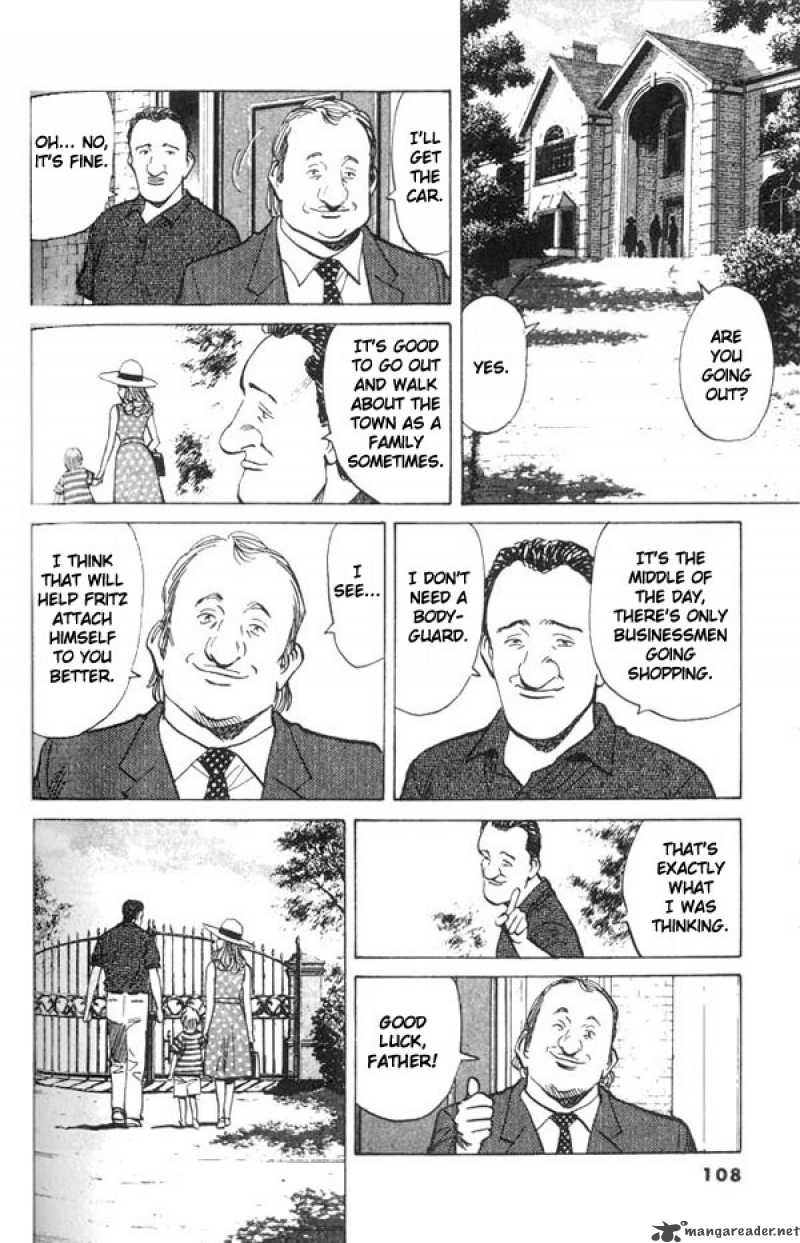 ARE
YOU
GOING
OUT?
YES.
I'LL
GET
THE
CAR.
OH... NO,
IT'S FINE.
IT'S GOOD
TO GO OUT
AND WALK
ABOUT THE
TOWN AS A
FAMILY
SOMETIMES.
IT'S THE
MIDDLE OF
THE DAY,
THERE'S ONLY
BUSINESSMEN
GOING
SHOPPING.
I DON'T
NEED A
BODY-
GUARD.
I
SEE...
I THINK
THAT WILL
HELP FRITZ
ATTACH
HIMSELF
TO YOU
BETTER.
THAT'S
EXACTLY
WHAT
I WAS
THINKING.
GOOD
LUCK,
FATHER!
108
mangareader.net